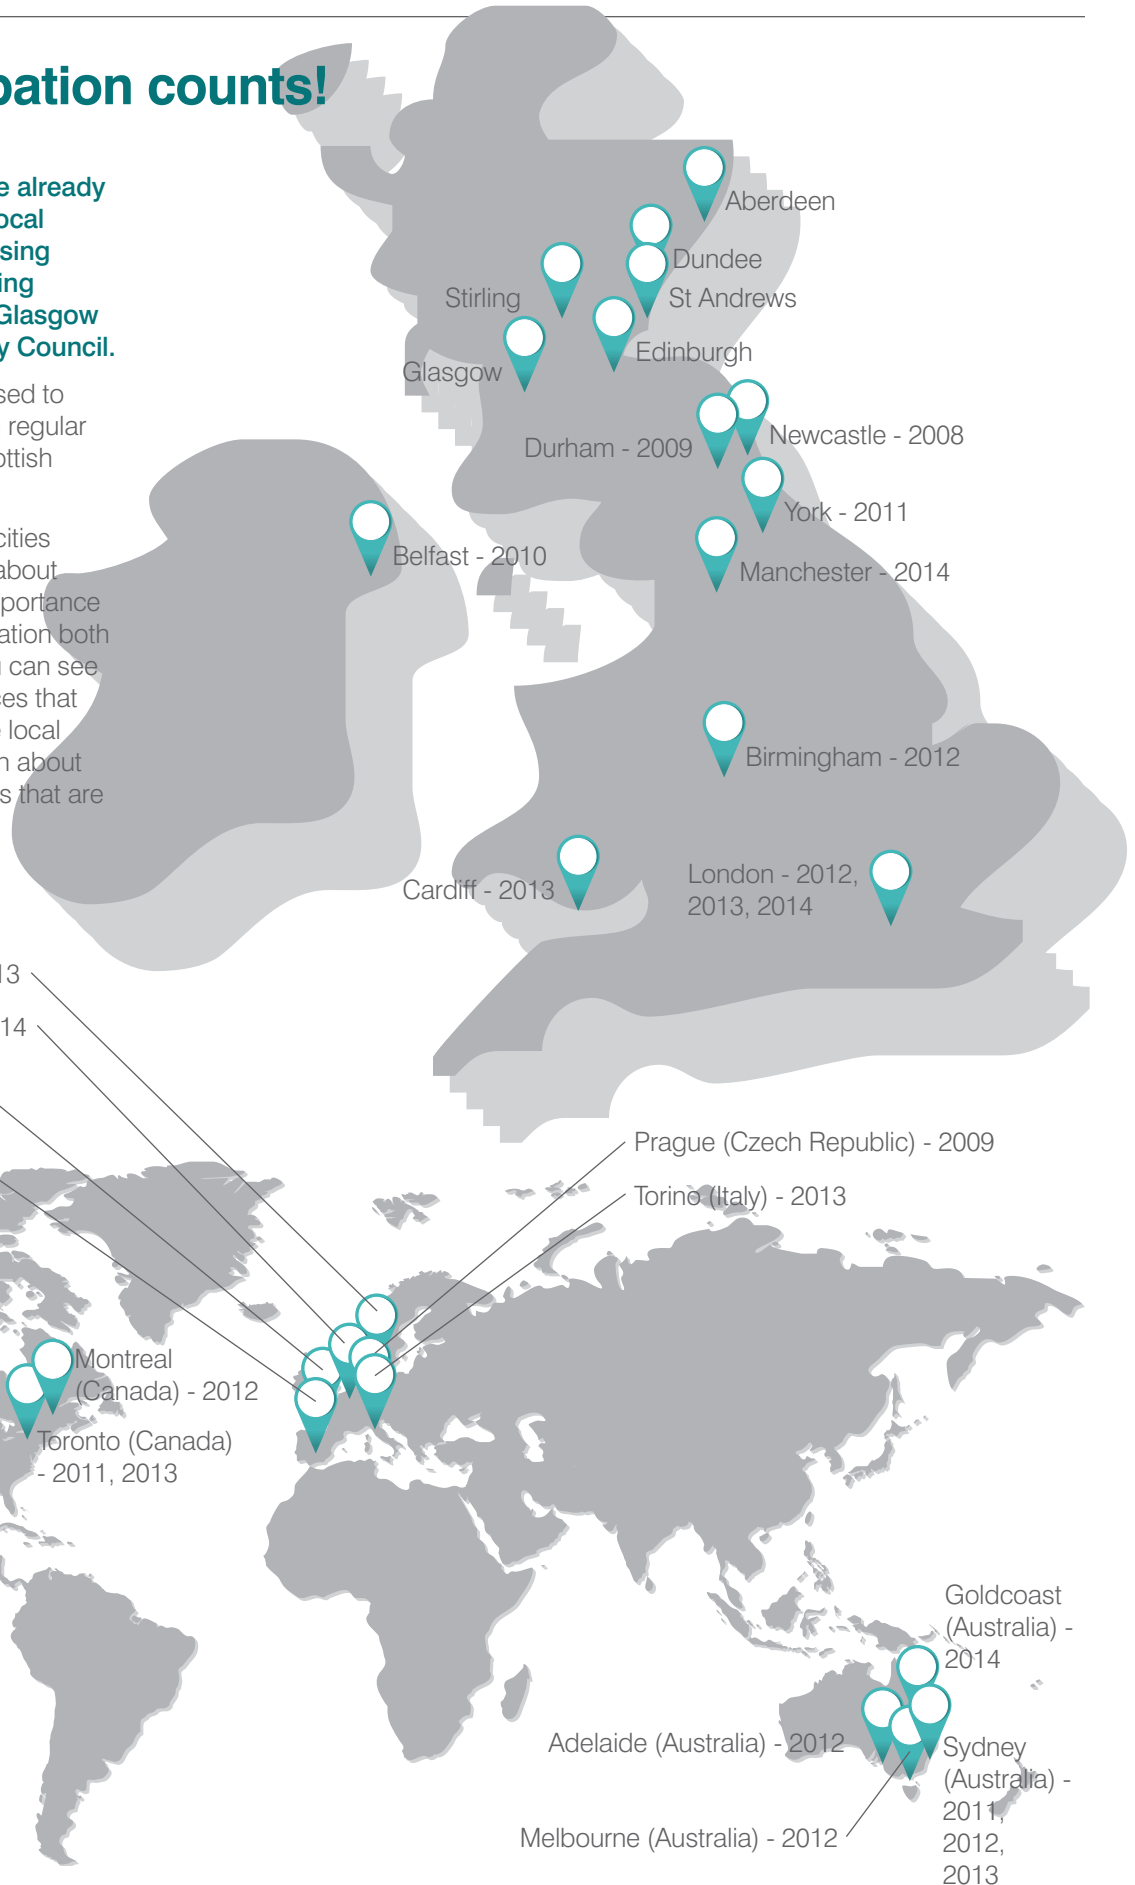 pation counts!
e already
ocal
sing
ing
Glasgow
y Council.
sed to
regular
ottish
cities
about
portance
ation both
u can see
ces that
e local
n about
s that are
Aberdeen
Dundee
Stirling
St Andrews
Edinburgh
Glasgow
Newcastle - 2008
Durham - 2009
York - 2011
Belfast - 2010
Manchester - 2014
Birmingham - 2012
Cardiff - 2013
London - 2012,
2013, 2014
13
14
Prague (Czech Republic) - 2009
Torino (Italy) - 2013
Montreal
(Canada) - 2012
Toronto (Canada)
- 2011, 2013
Goldcoast
(Australia) -
2014
Adelaide (Australia) - 2012
Sydney
(Australia) -
2011,
2012,
2013
Melbourne (Australia) - 2012